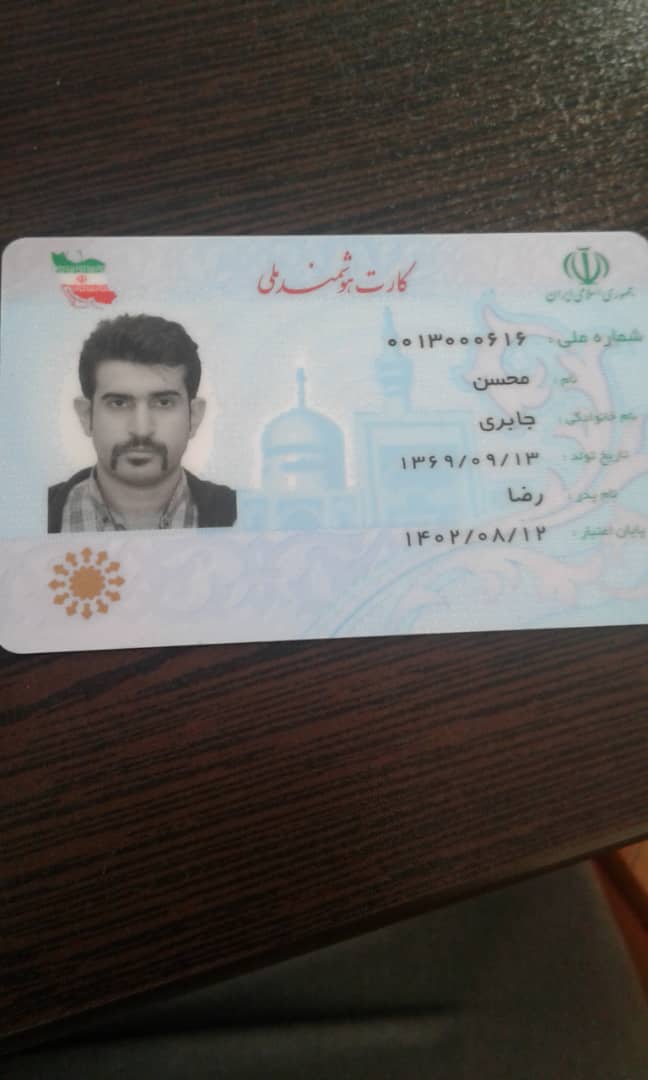 کارت هوشمند ملی
جمهوری اسلامی ایران
شماره ملی: ۰۰۱۳۰۰۰۶۱۶
نام: محسن
نام خانوادگی: جابری
تاریخ تولد: ۱۳۶۹/۰۹/۱۳
نام پدر: رضا
پایان اعتبار: ۱۴۰۲/۰۸/۱۲